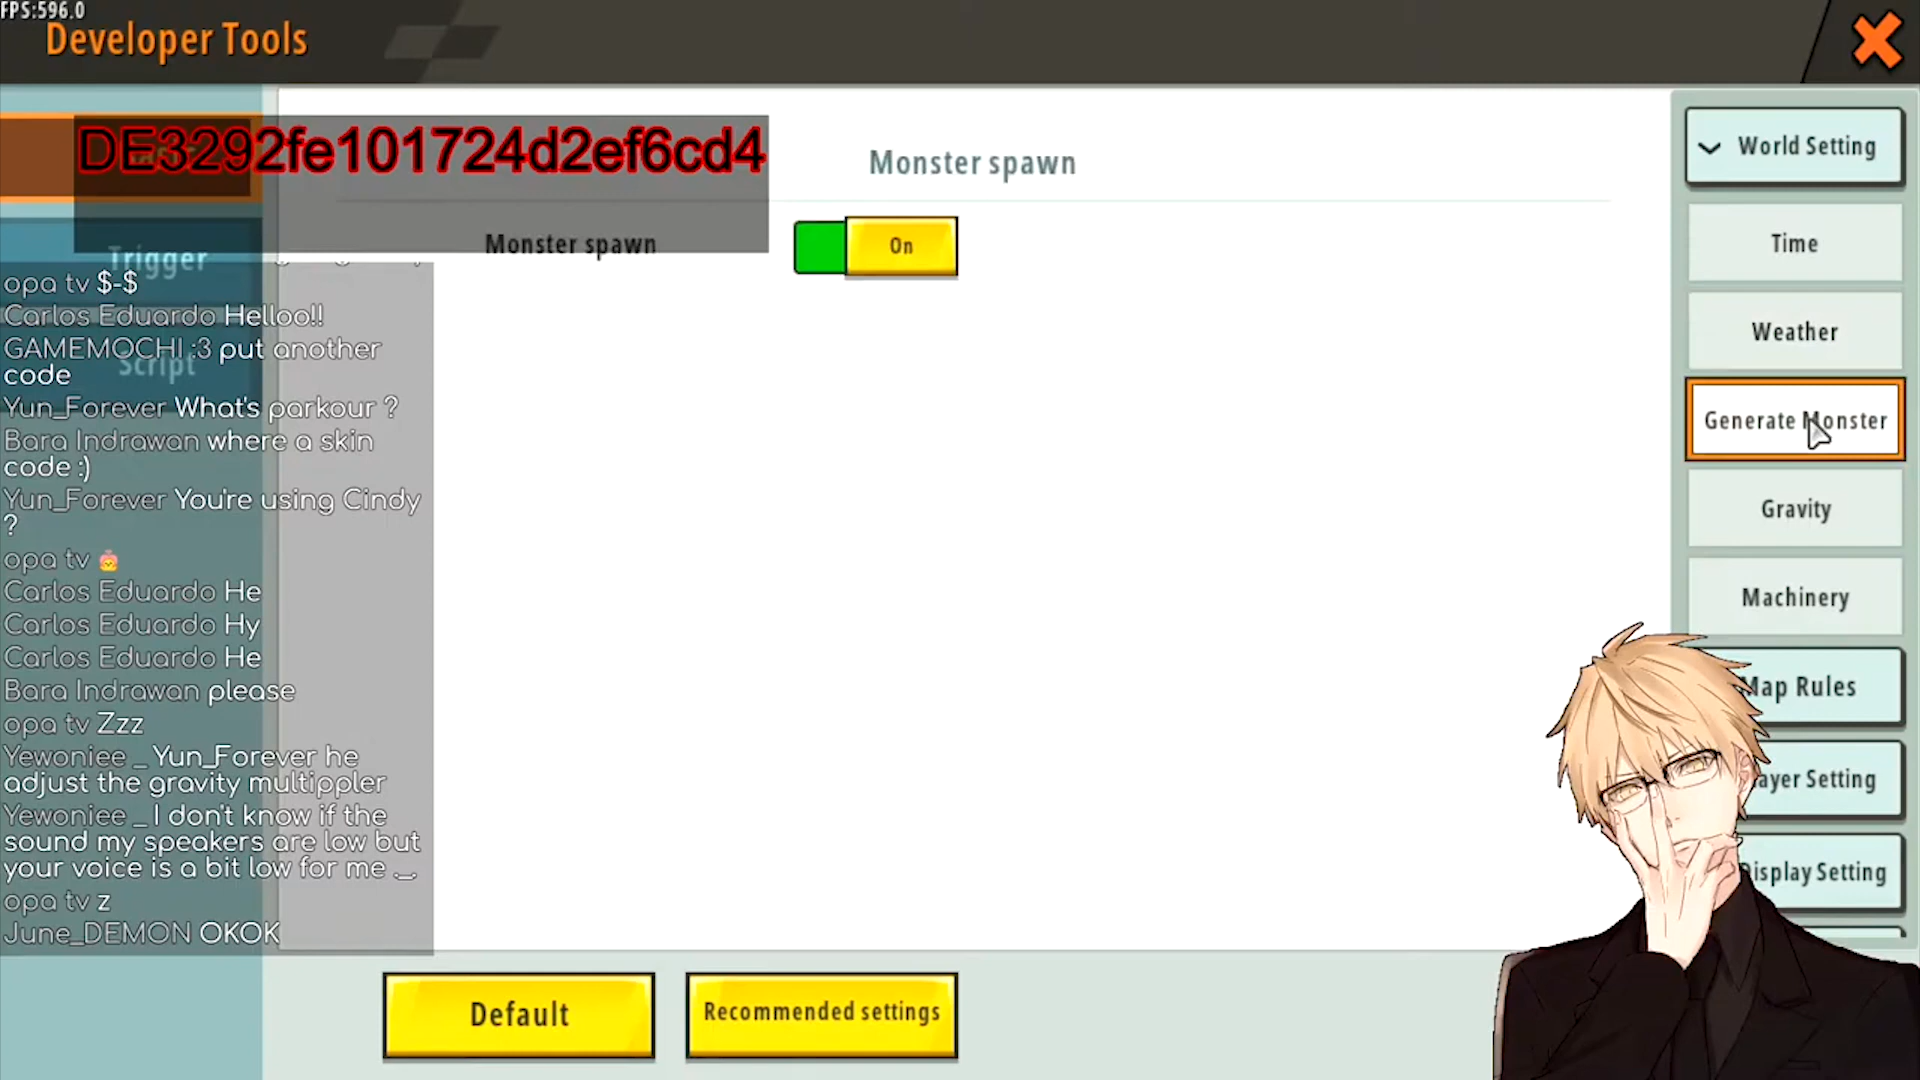 FPS:596.0
Developer Tools
DE3292fe101724d2ef6cd4
Monster spawn
Monster spawn
On
Trigger
Script
opa tv $-$
Carlos Eduardo Helloo!!
GAMEMOCHI :3 put another
code
Yun_Forever What's parkour ?
Bara Indrawan where a skin
code :)
Yun_Forever You're using Cindy
?
opa tv
Carlos Eduardo He
Carlos Eduardo Hy
Carlos Eduardo He
Bara Indrawan please
opa tv Zzz
Yewoniee _ Yun_Forever he
adjust the gravity multippler
Yewoniee _ I don't know if the
sound my speakers are low but
your voice is a bit low for me ._.
opa tv z
June_DEMON OKOK
World Setting
Time
Weather
Generate Monster
Gravity
Machinery
Map Rules
Setting
Display Setting
Default
Recommended settings